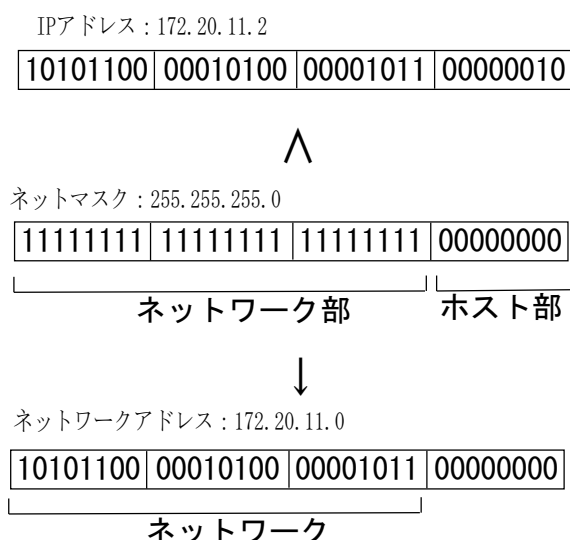 IPアドレス：172.20.11.2
10101100 00010100 00001011 00000010
∧
ネットマスク：255.255.255.0
11111111 11111111 11111111 00000000
ネットワーク部 ホスト部
↓
ネットワークアドレス：172.20.11.0
10101100 00010100 00001011 00000000
ネットワーク